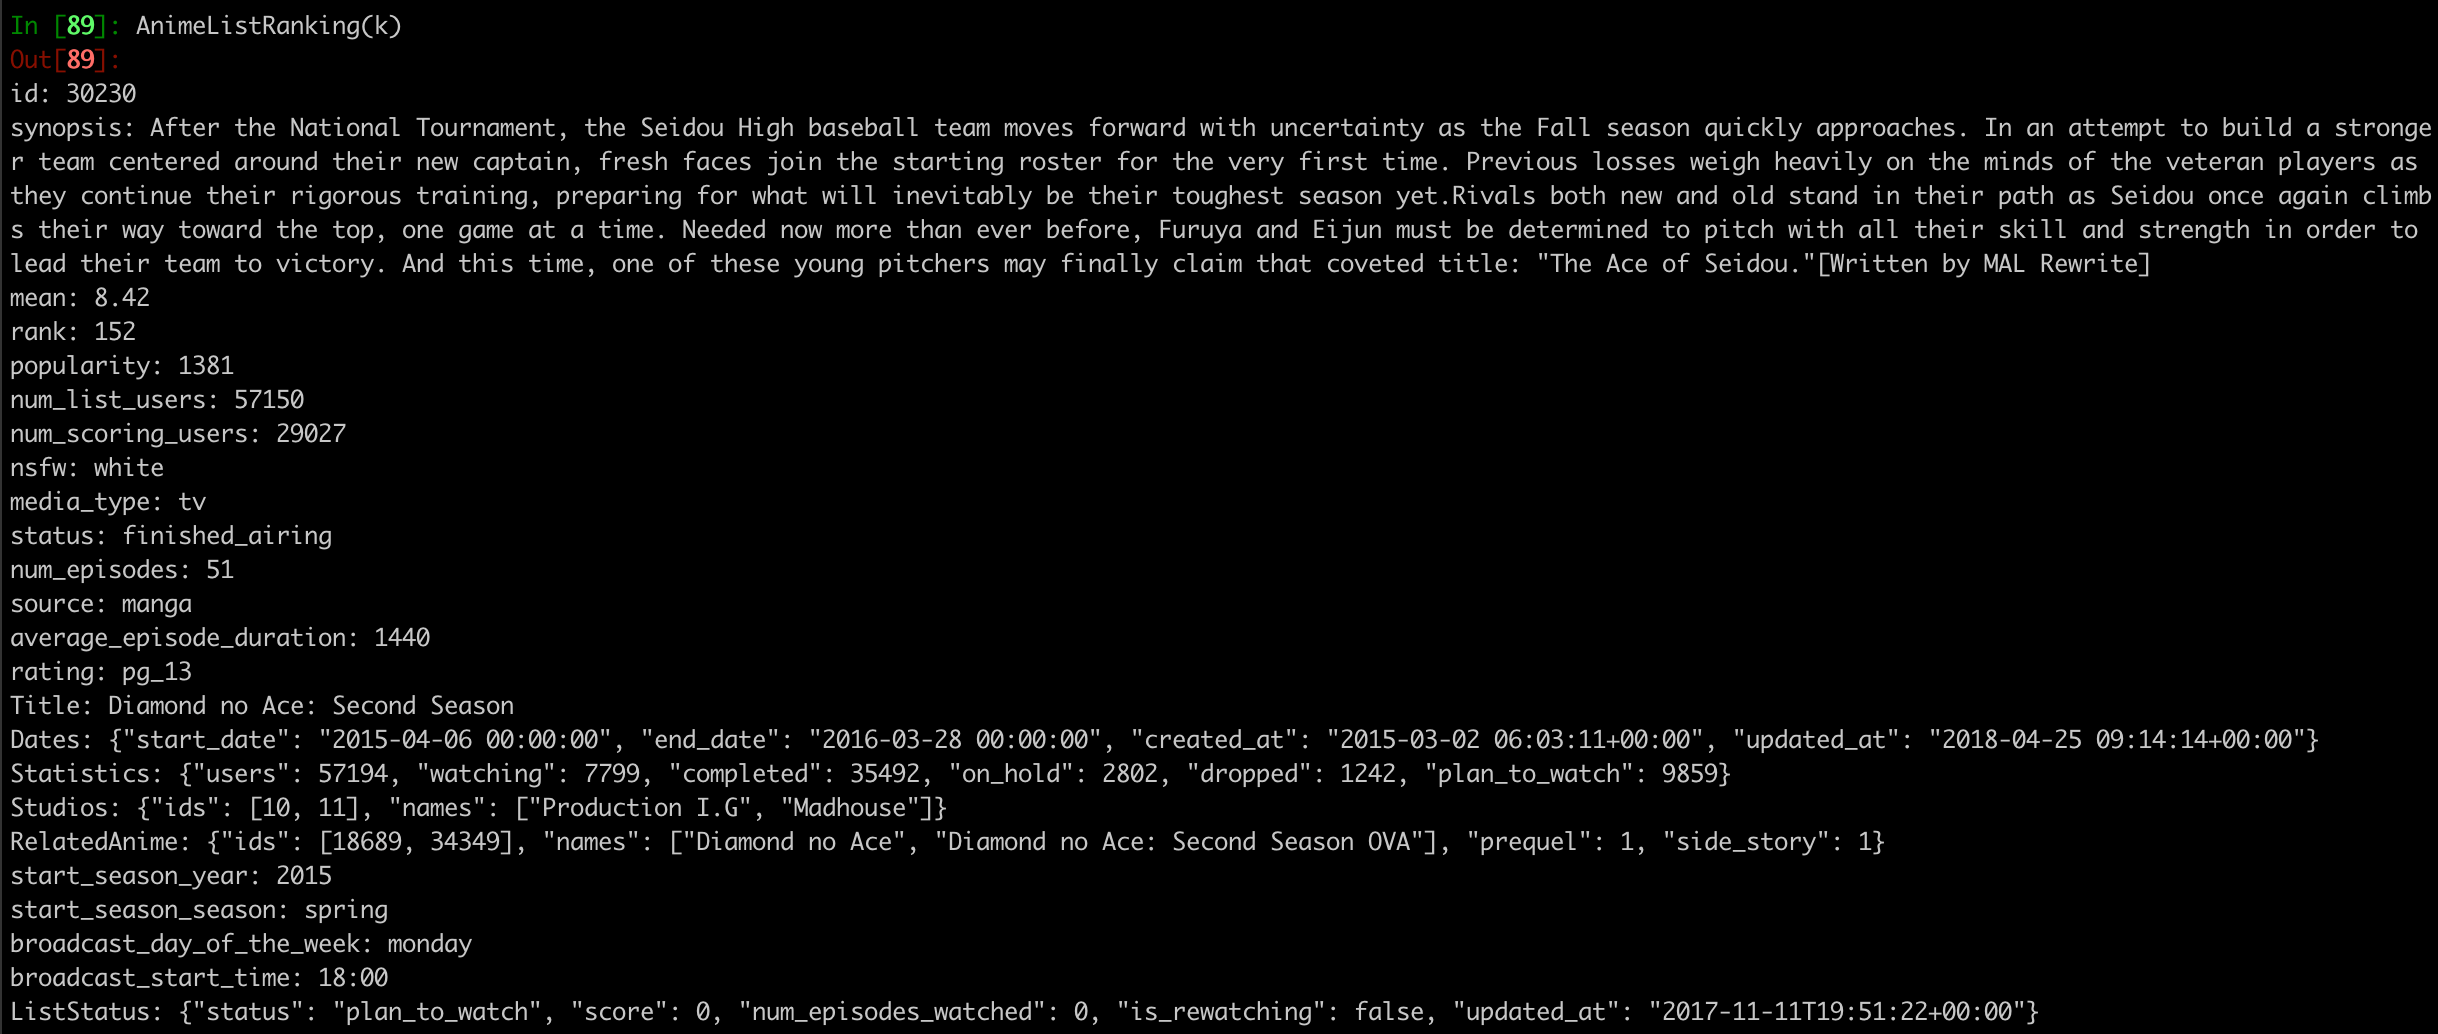 In [89]: AnimeListRanking(k)
Out[89]:
id: 30230
synopsis: After the National Tournament, the Seidou High baseball team moves forward with uncertainty as the Fall season quickly approaches. In an attempt to build a stronge
r team centered around their new captain, fresh faces join the starting roster for the very first time. Previous losses weigh heavily on the minds of the veteran players as
they continue their rigorous training, preparing for what will inevitably be their toughest season yet.Rivals both new and old stand in their path as Seidou once again climb
s their way toward the top, one game at a time. Needed now more than ever before, Furuya and Eijun must be determined to pitch with all their skill and strength in order to
lead their team to victory. And this time, one of these young pitchers may finally claim that coveted title: "The Ace of Seidou."[Written by MAL Rewrite]
mean: 8.42
rank: 152
popularity: 1381
num_list_users: 57150
num_scoring_users: 29027
nsfw: white
media_type: tv
status: finished_airing
num_episodes: 51
source: manga
average_episode_duration: 1440
rating: pg_13
Title: Diamond no Ace: Second Season
Dates: {"start_date": "2015-04-06 00:00:00", "end_date": "2016-03-28 00:00:00", "created_at": "2015-03-02 06:03:11+00:00", "updated_at": "2018-04-25 09:14:14+00:00"}
Statistics: {"users": 57194, "watching": 7799, "completed": 35492, "on_hold": 2802, "dropped": 1242, "plan_to_watch": 9859}
Studios: {"ids": [10, 11], "names": ["Production I.G", "Madhouse"]}
RelatedAnime: {"ids": [18689, 34349], "names": ["Diamond no Ace", "Diamond no Ace: Second Season OVA"], "prequel": 1, "side_story": 1}
start_season_year: 2015
start_season_season: spring
broadcast_day_of_the_week: monday
broadcast_start_time: 18:00
ListStatus: {"status": "plan_to_watch", "score": 0, "num_episodes_watched": 0, "is_rewatching": false, "updated_at": "2017-11-11T19:51:22+00:00"}